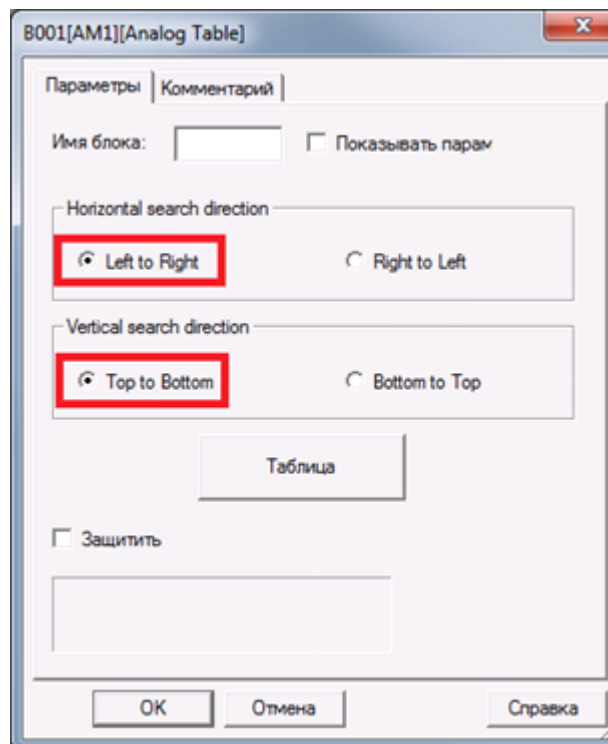 B001[AM1][Analog Table]
Параметры Комментарий
Имя блока: Показывать парам
Horizontal search direction
Left to Right Right to Left
Vertical search direction
Top to Bottom Bottom to Top
Таблица
Защитить
OK Отмена Справка